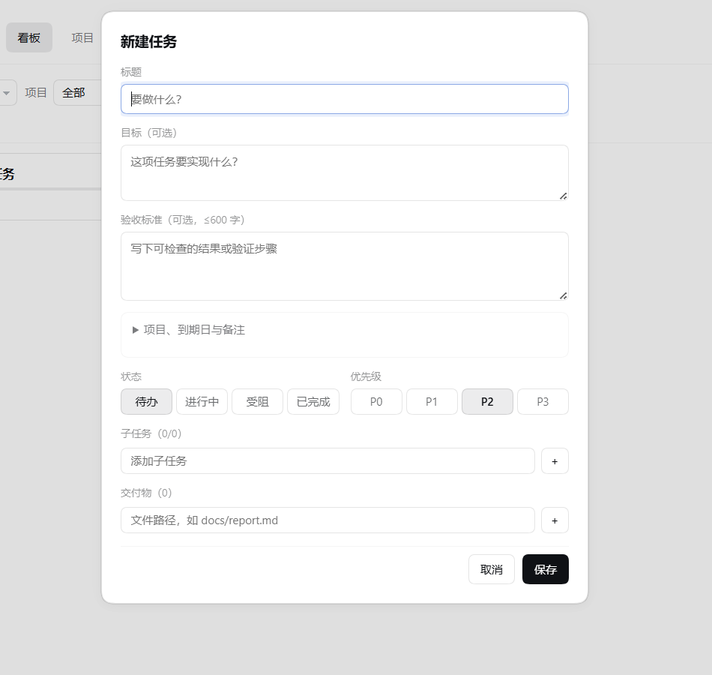 看板 项目
项目 全部
任务
新建任务
标题
要做什么？
目标（可选）
这项任务要实现什么？
验收标准（可选，≤600 字）
写下可检查的结果或验证步骤
▶ 项目、到期日与备注
状态 优先级
待办 进行中 受阻 已完成 P0 P1 P2 P3
子任务（0/0）
添加子任务 +
交付物（0）
文件路径，如 docs/report.md +
取消 保存